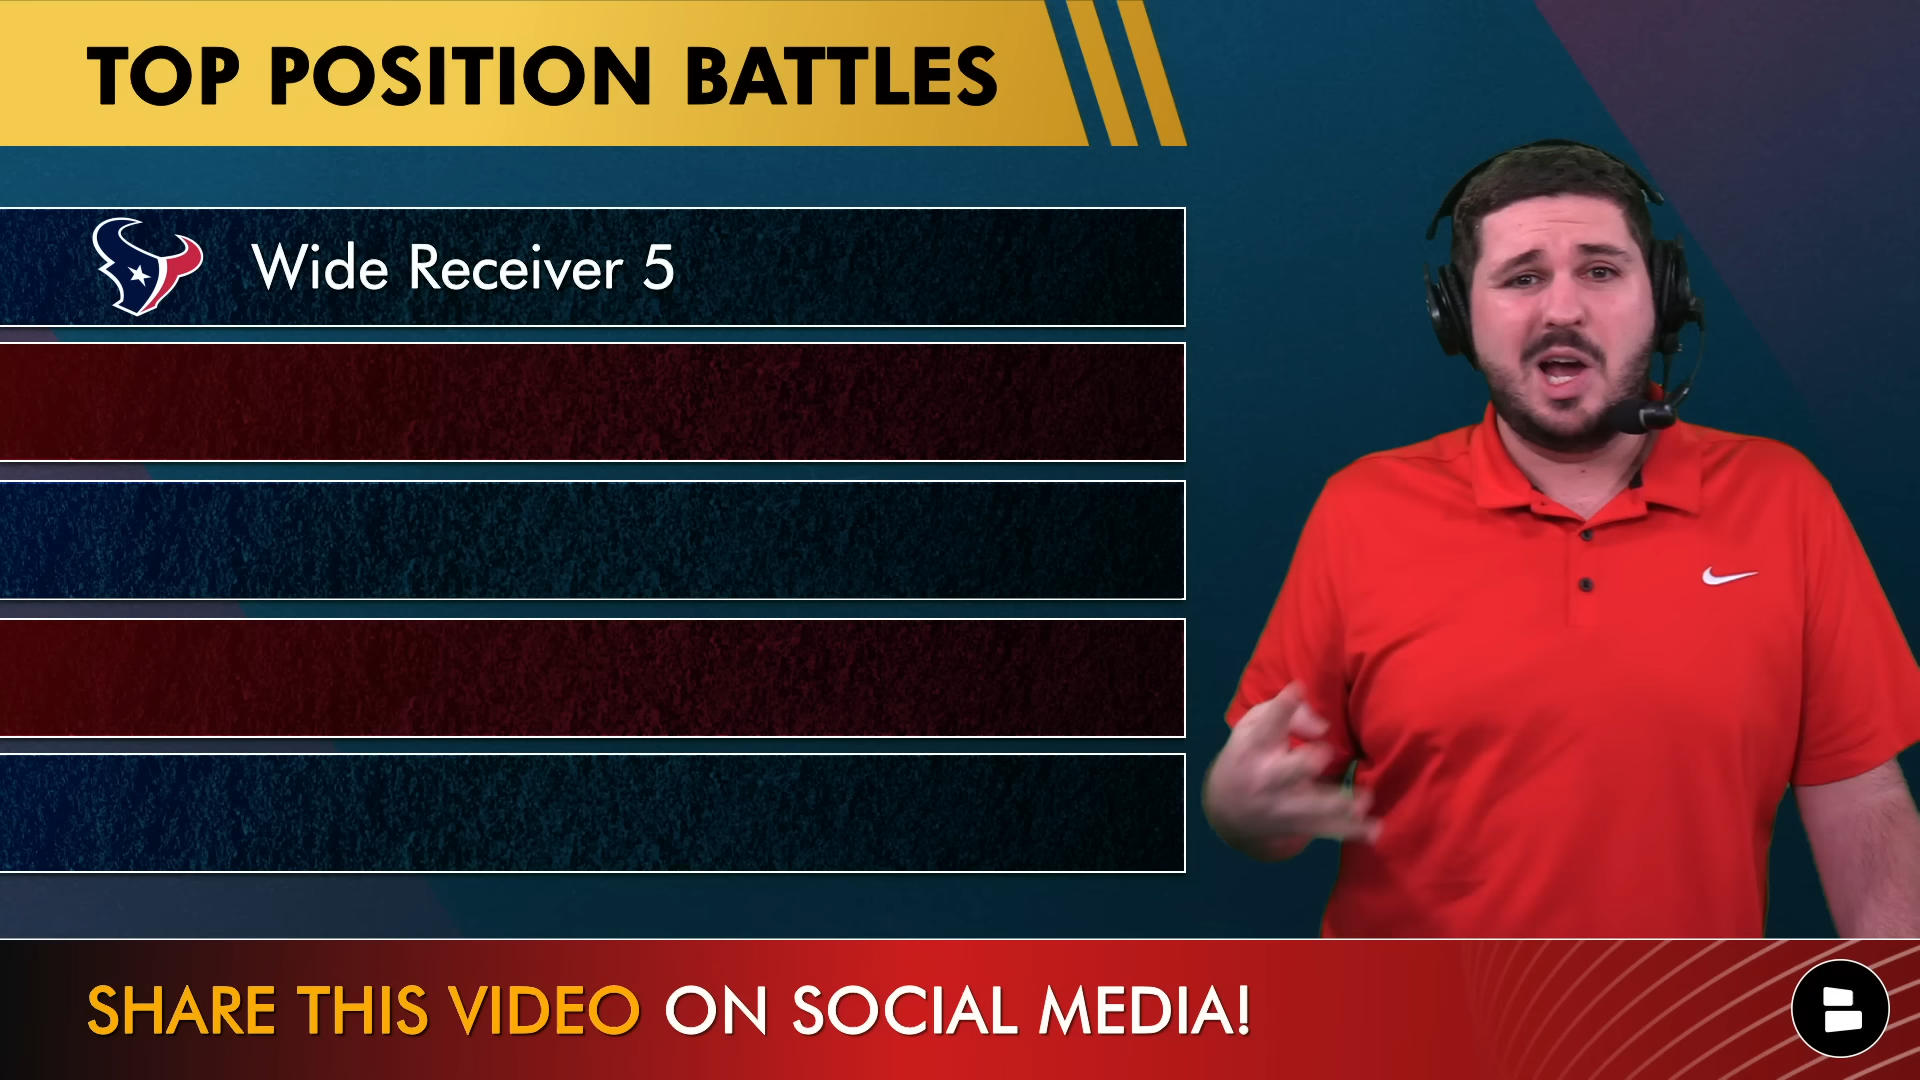 TOP POSITION BATTLES
Wide Receiver 5
SHARE THIS VIDEO ON SOCIAL MEDIA!